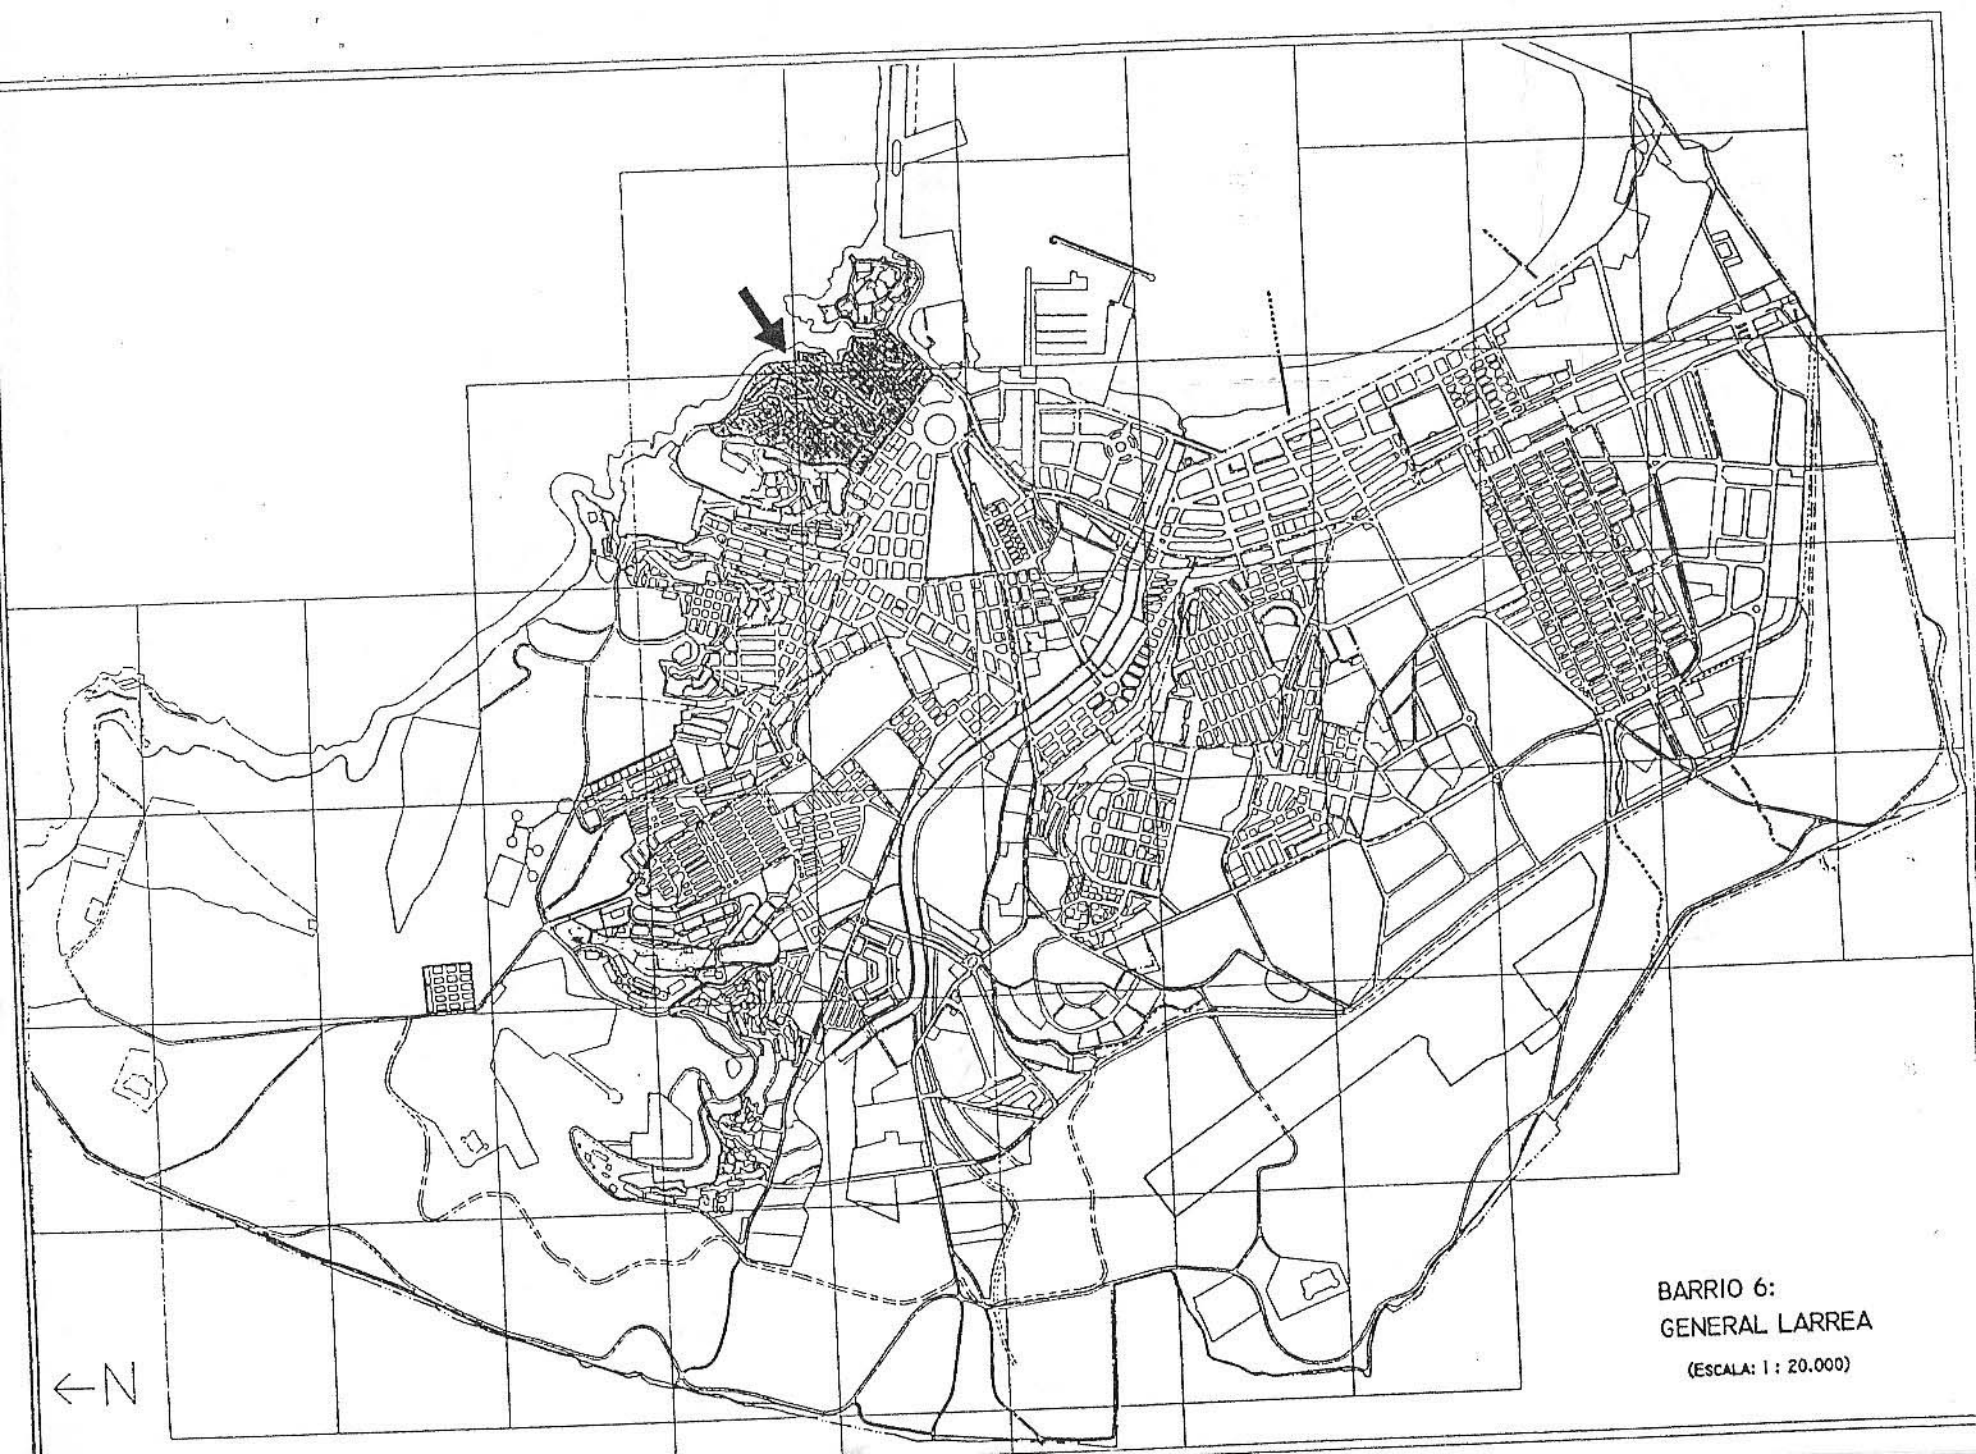 BARRIO 6:
GENERAL LARREA
(ESCALA: 1 : 20.000)
←N